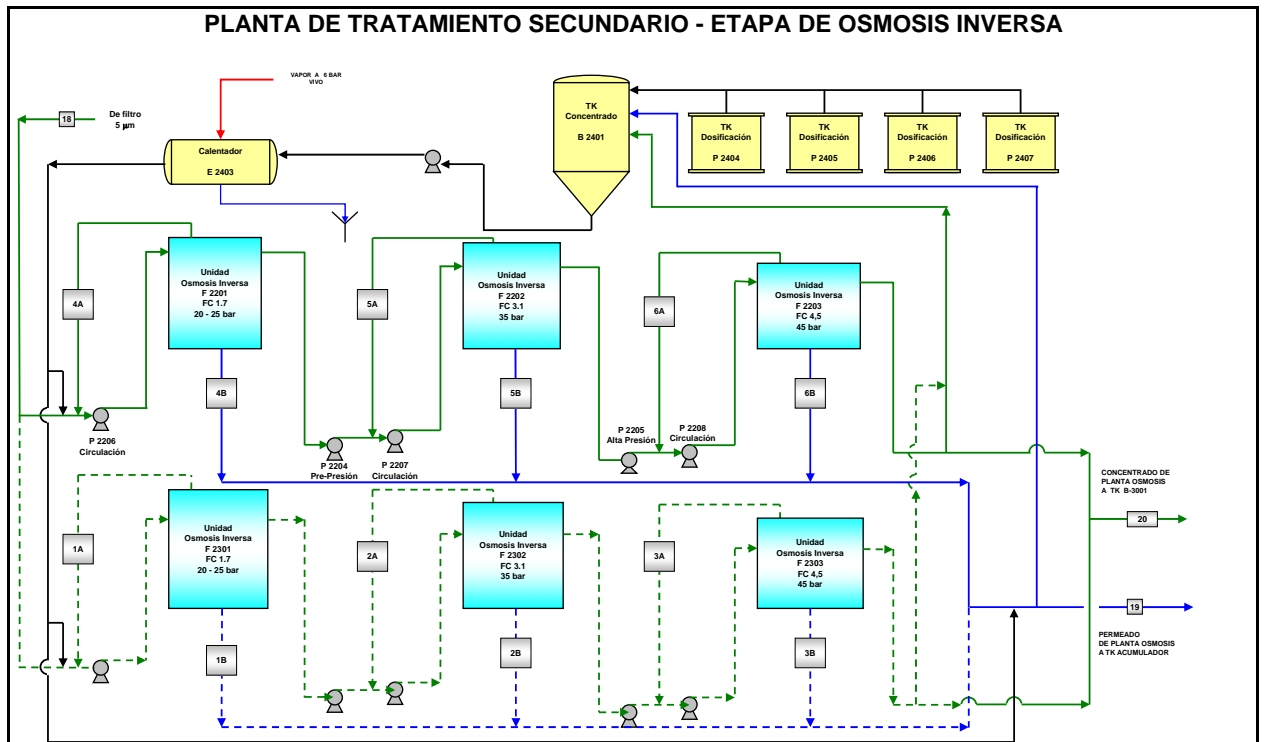 PLANTA DE TRATAMIENTO SECUNDARIO - ETAPA DE OSMOSIS INVERSA
VAPOR A 6 BAR
VIVO
18
De filtro
5 µm
Calentador
E 2403
TK
Concentrado
B 2401
TK
Dosificación
P 2404
TK
Dosificación
P 2405
TK
Dosificación
P 2406
TK
Dosificación
P 2407
4A
Unidad
Osmosis Inversa
F 2201
FC 1.7
20 - 25 bar
5A
Unidad
Osmosis Inversa
F 2202
FC 3.1
35 bar
6A
Unidad
Osmosis Inversa
F 2203
FC 4,5
45 bar
4B
5B
6B
P 2206
Circulación
P 2204
Pre-Presión
P 2207
Circulación
P 2205
Alta Presión
P 2208
Circulación
CONCENTRADO DE
PLANTA OSMOSIS
A TK B-3001
20
1A
Unidad
Osmosis Inversa
F 2301
FC 1.7
20 - 25 bar
2A
Unidad
Osmosis Inversa
F 2302
FC 3.1
35 bar
3A
Unidad
Osmosis Inversa
F 2303
FC 4,5
45 bar
19
PERMEADO
DE PLANTA OSMOSIS
A TK ACUMULADOR
1B
2B
3B